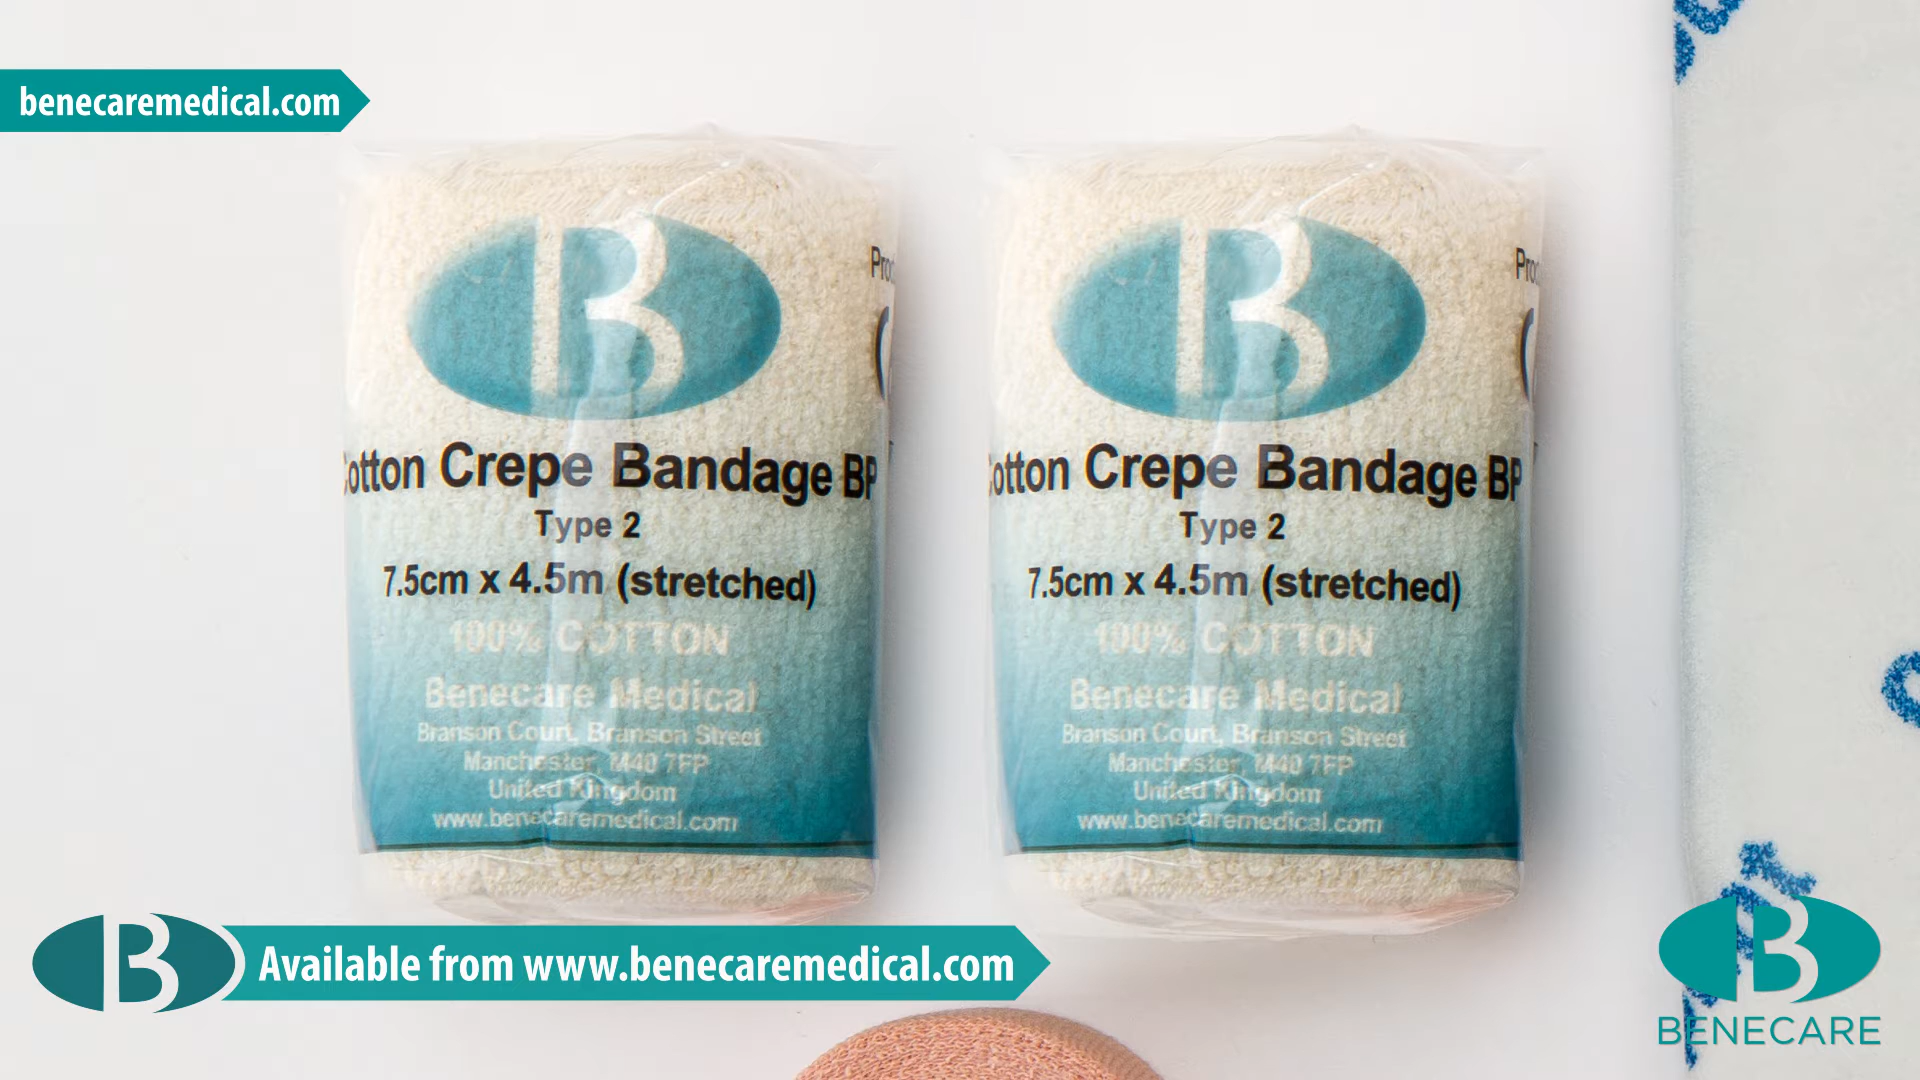 benecaremedical.com
B
otton Crepe Bandage BP
Type 2
7.5cm x 4.5m (stretched)
100% COTTON
Benecare Medical
Branson Court, Branson Street
Manchester, M40 7FP
United Kingdom
www.benecaremedical.com
B
otton Crepe Bandage BP
Type 2
7.5cm x 4.5m (stretched)
100% COTTON
Benecare Medical
Branson Court, Branson Street
Manchester, M40 7FP
United Kingdom
www.benecaremedical.com
B
Available from www.benecaremedical.com
B
BENECARE